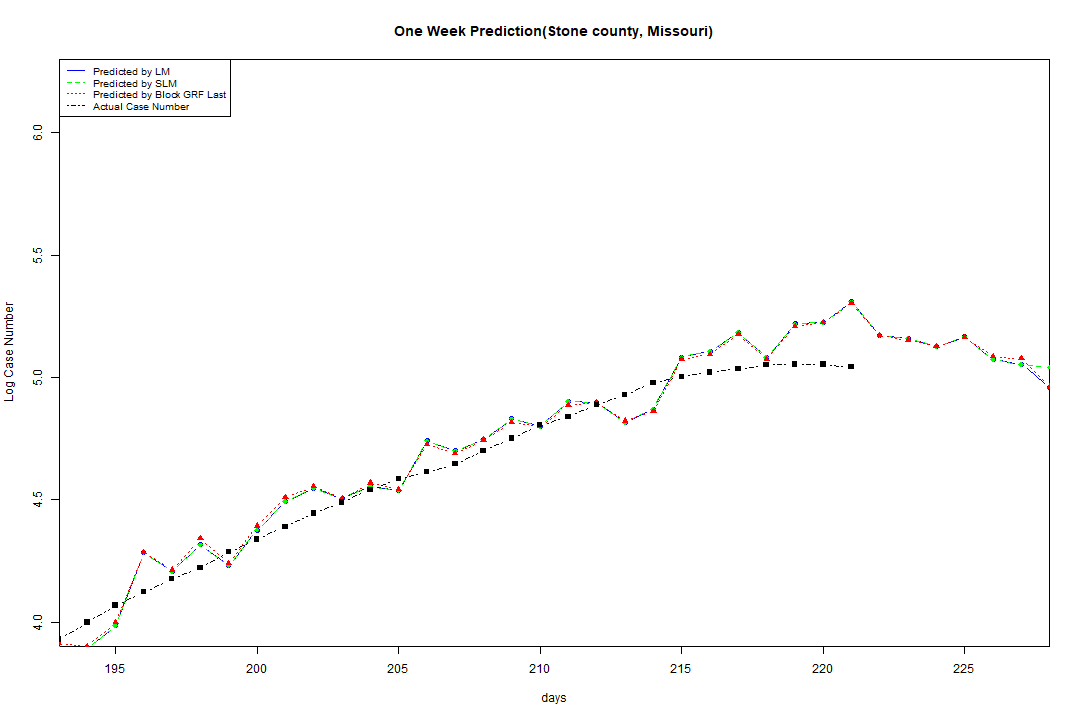 One Week Prediction(Stone county, Missouri)
Predicted by LM
Predicted by SLM
Predicted by Block GRF Last
Actual Case Number
6.0
5.5
5.0
4.5
4.0
Log Case Number
195 200 205 210 215 220 225
days